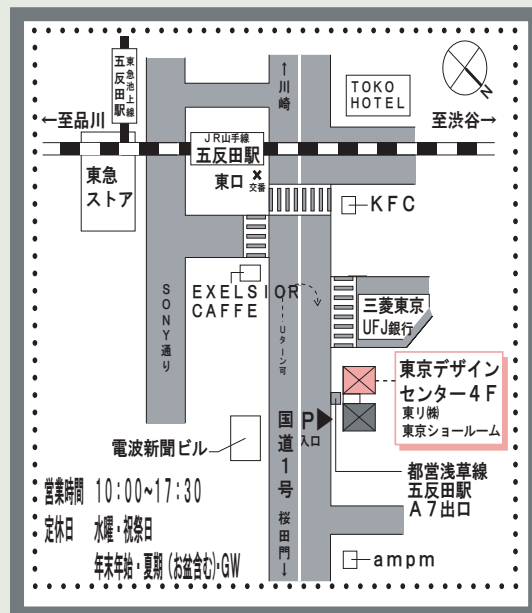 東急池上線
五反田駅
↑川崎
TOKO
HOTEL
N
←至品川
至渋谷→
JR山手線
五反田駅
東急
ストア
東口
×
交番
KFC
SONY通り
EXELSIOR
CAFFE
Uターン可
三菱東京
UFJ銀行
東京デザイン
センター4F
東リ㈱
東京ショールーム
国道1号
P▶
入口
電波新聞ビル
都営浅草線
五反田駅
A7出口
営業時間 10:00~17:30
定休日 水曜・祝祭日
年末年始・夏期(お盆含む)・GW
桜田門↓
ampm